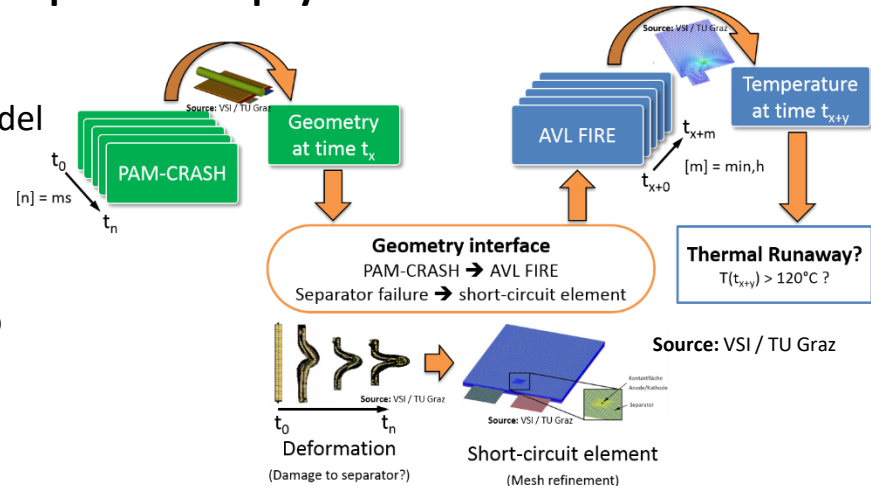 Source: VSI / TU Graz
Source: VSI / TU Graz
del
t0
[n] = ms
tn
PAM-CRASH
Geometry
at time tx
AVL FIRE
tx+m
[m] = min,h
tx+0
Temperature
at time tx+y
Geometry interface
PAM-CRASH ➔ AVL FIRE
Separator failure ➔ short-circuit element
Thermal Runaway?
T(tx+y) > 120°C ?
)
Source: VSI / TU Graz
Kontaktfläche
Anode/Kathode
Separator
Source: VSI / TU Graz
Source: VSI / TU Graz
t0
tn
Deformation
(Damage to separator?)
Short-circuit element
(Mesh refinement)